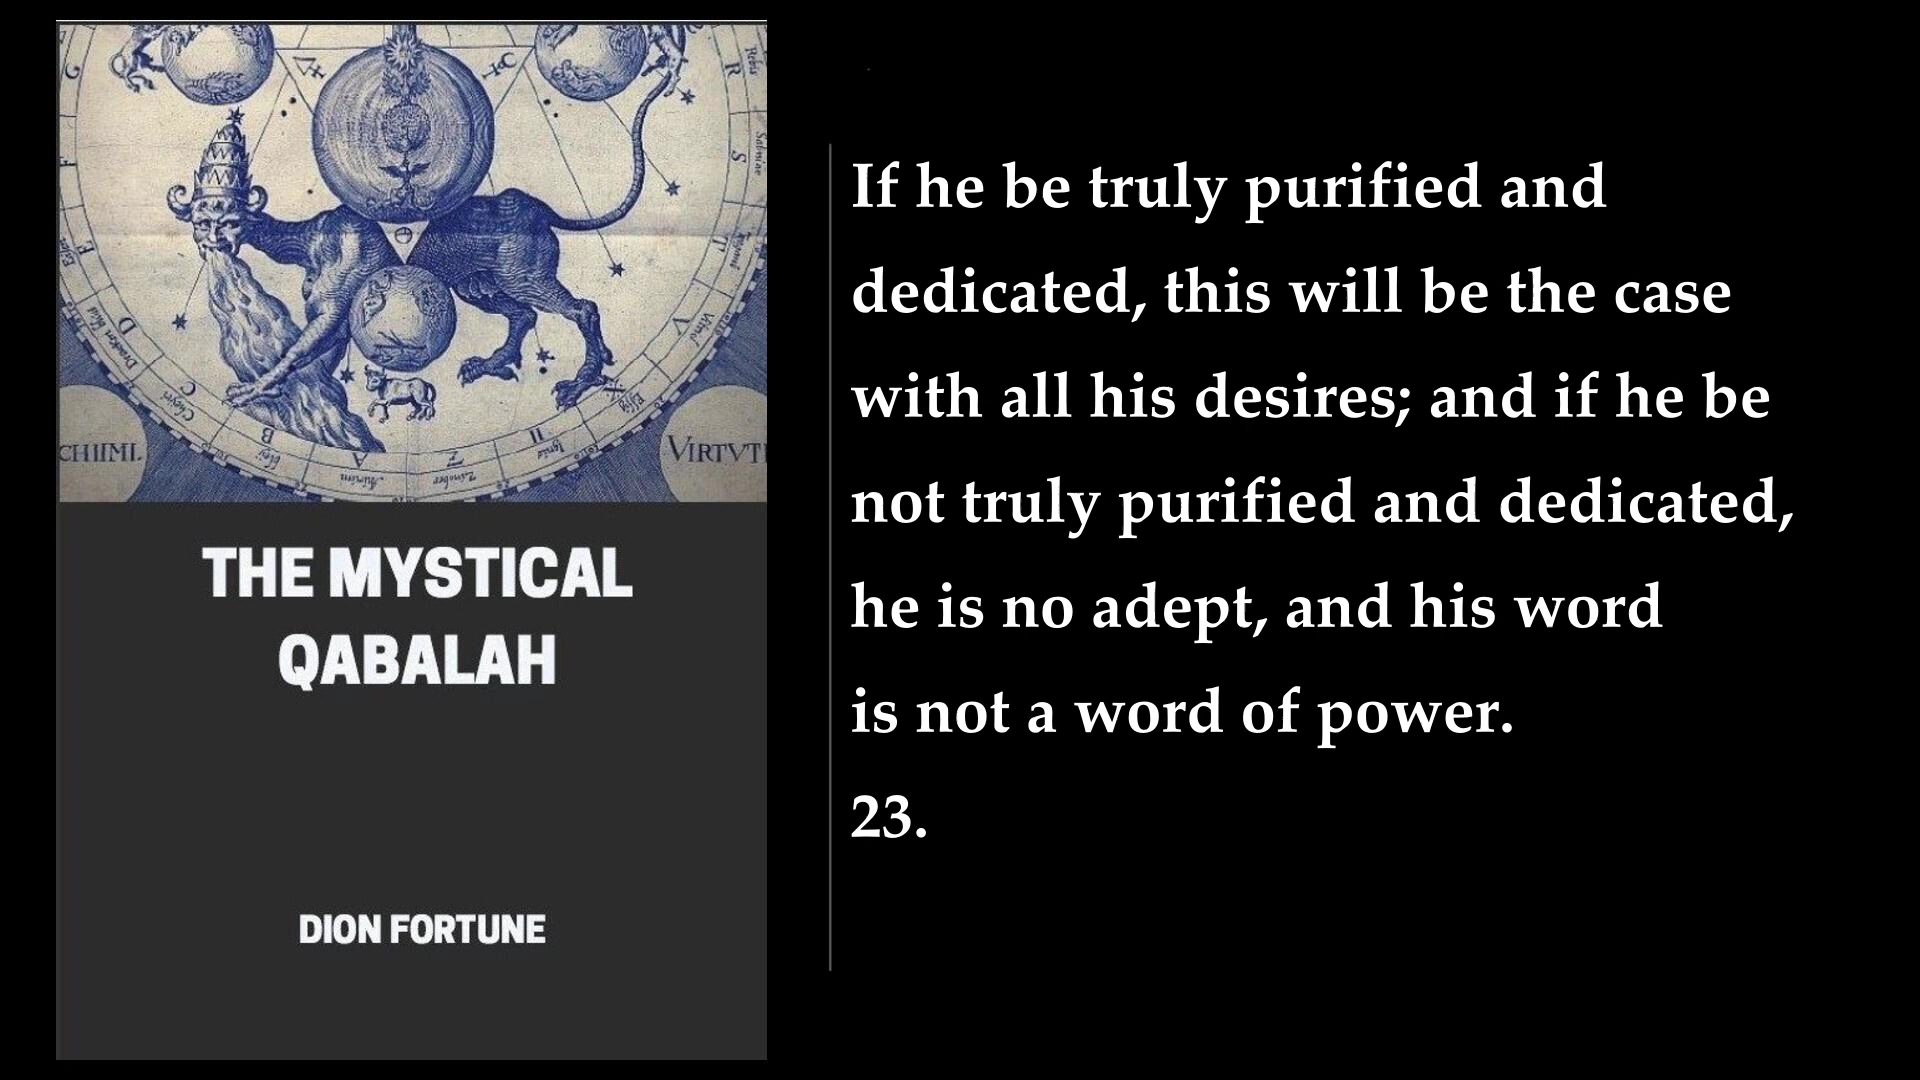 CHIIMI.
VIRTVTI
THE MYSTICAL
QABALAH
DION FORTUNE
If he be truly purified and
dedicated, this will be the case
with all his desires; and if he be
not truly purified and dedicated,
he is no adept, and his word
is not a word of power.
23.